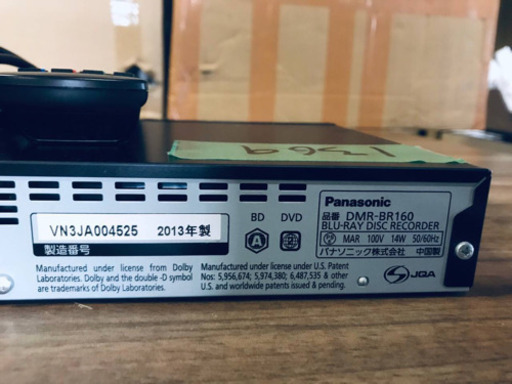 1369
VN3JA004525 2013年製
製造番号
BD DVD
A 2
Manufactured under license from Dolby
Laboratories. Dolby and the double-D symbol
are trademarks of Dolby Laboratories.
Manufactured under license under U.S. Patent
Nos: 5,956,674; 5,974,380; 6,487,535 & other
U.S. and worldwide patents issued & pending.
Panasonic
品番 DMR-BR160
BLU-RAY DISC RECORDER
MAR 100V 14W 50/60Hz
パナソニック株式会社 中国製
JQA